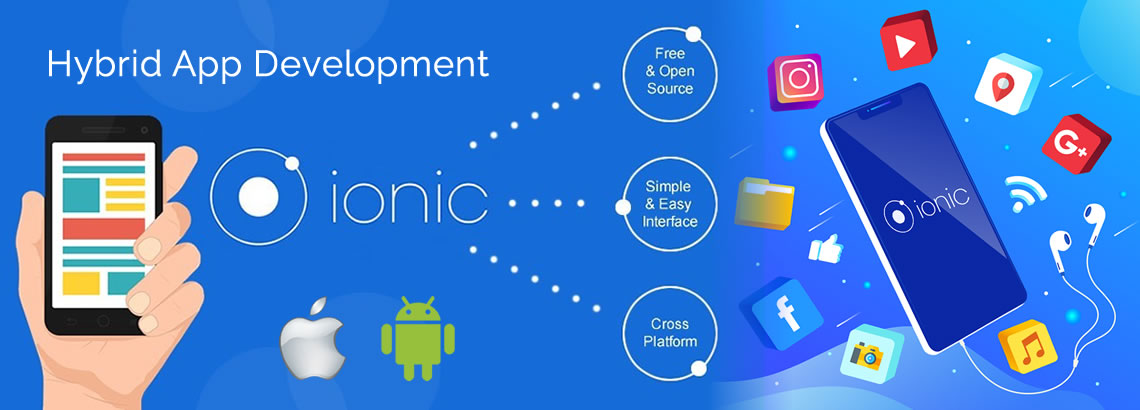 Hybrid App Development
ionic
Free
& Open
Source
Simple
& Easy
Interface
Cross
Platform
ionic
G+
f